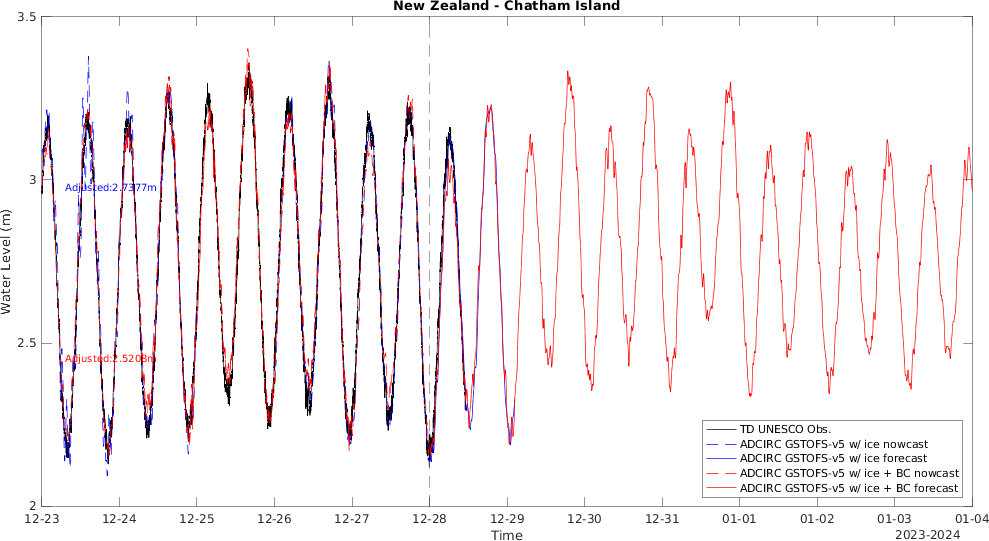 New Zealand - Chatham Island
3.5
3
2.5
2
Water Level (m)
Adjusted:2.7377m
Adjusted:2.5208m
TD UNESCO Obs.
ADCIRC GSTOFS-v5 w/ ice nowcast
ADCIRC GSTOFS-v5 w/ ice forecast
ADCIRC GSTOFS-v5 w/ ice + BC nowcast
ADCIRC GSTOFS-v5 w/ ice + BC forecast
12-23 12-24 12-25 12-26 12-27 12-28 12-29 12-30 12-31 01-01 01-02 01-03 01-04
Time
2023-2024